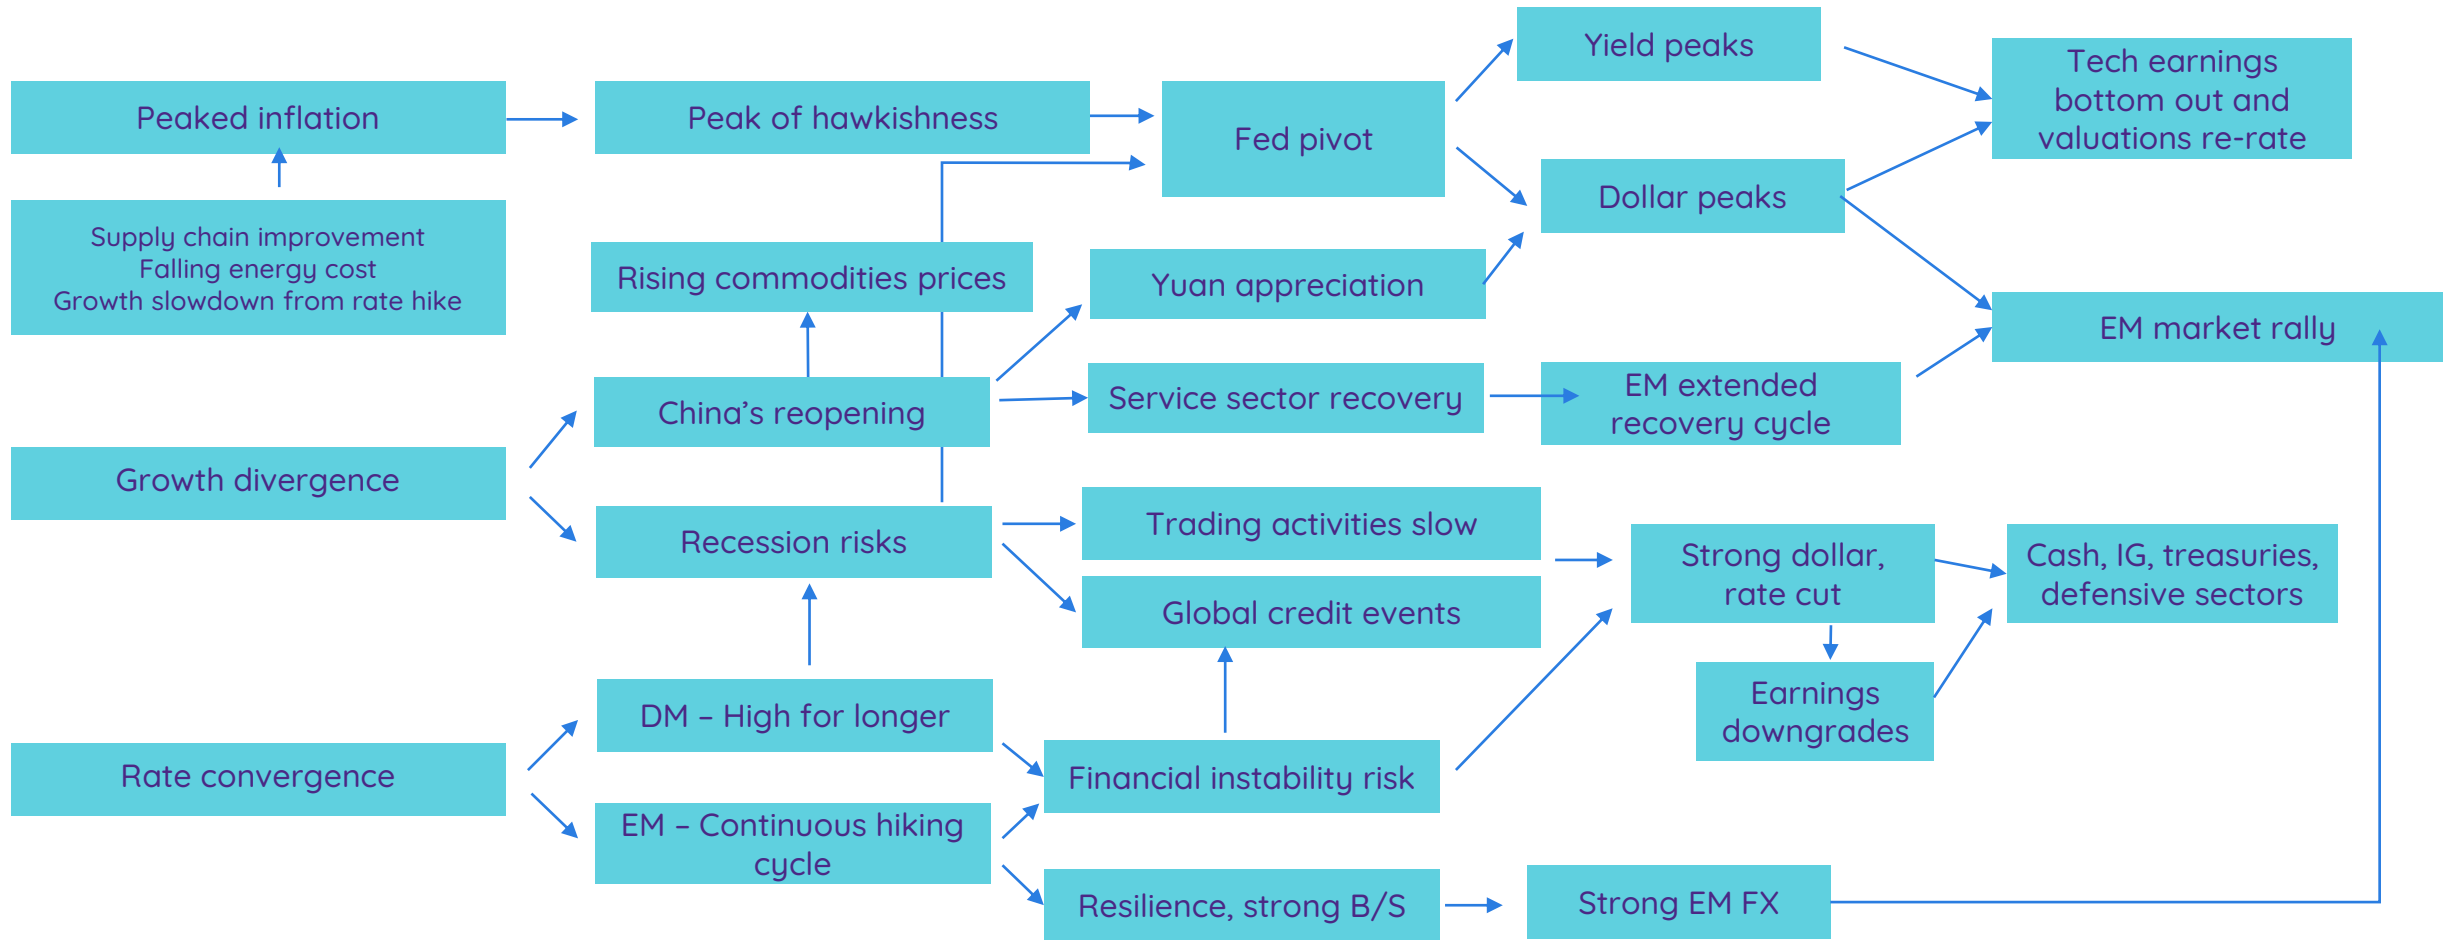 Peaked inflation
Supply chain improvement
Falling energy cost
Growth slowdown from rate hike
Growth divergence
Rate convergence
Peak of hawkishness
Rising commodities prices
China’s reopening
Recession risks
DM – High for longer
EM – Continuous hiking
cycle
Fed pivot
Yuan appreciation
Service sector recovery
Trading activities slow
Global credit events
Financial instability risk
Resilience, strong B/S
Yield peaks
Dollar peaks
EM extended
recovery cycle
Strong dollar,
rate cut
Earnings
downgrades
Strong EM FX
Tech earnings
bottom out and
valuations re-rate
EM market rally
Cash, IG, treasuries,
defensive sectors